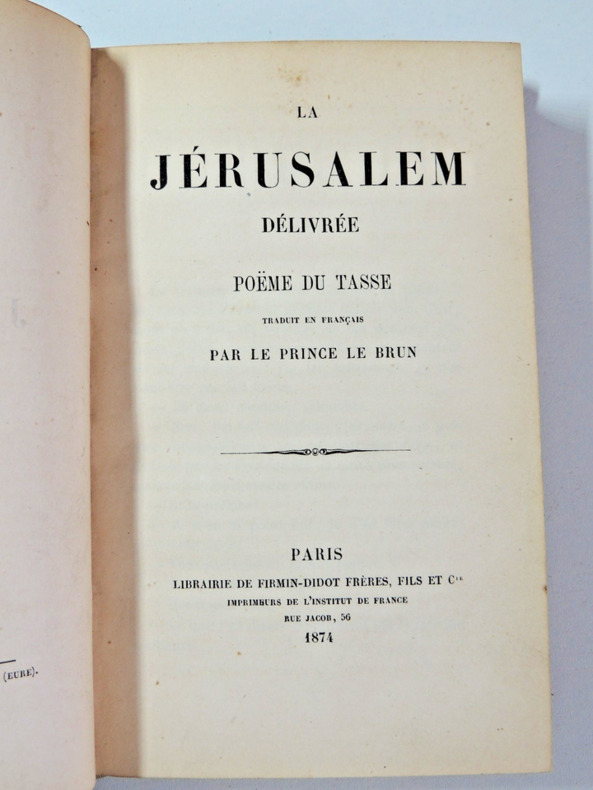 LA
JÉRUSALEM
DÉLIVRÉE
POËME DU TASSE
TRADUIT EN FRANÇAIS
PAR LE PRINCE LE BRUN
PARIS
LIBRAIRIE DE FIRMIN-DIDOT FRÈRES, FILS ET Cie
IMPRIMEURS DE L'INSTITUT DE FRANCE
RUE JACOB, 56
1874
(EURE).